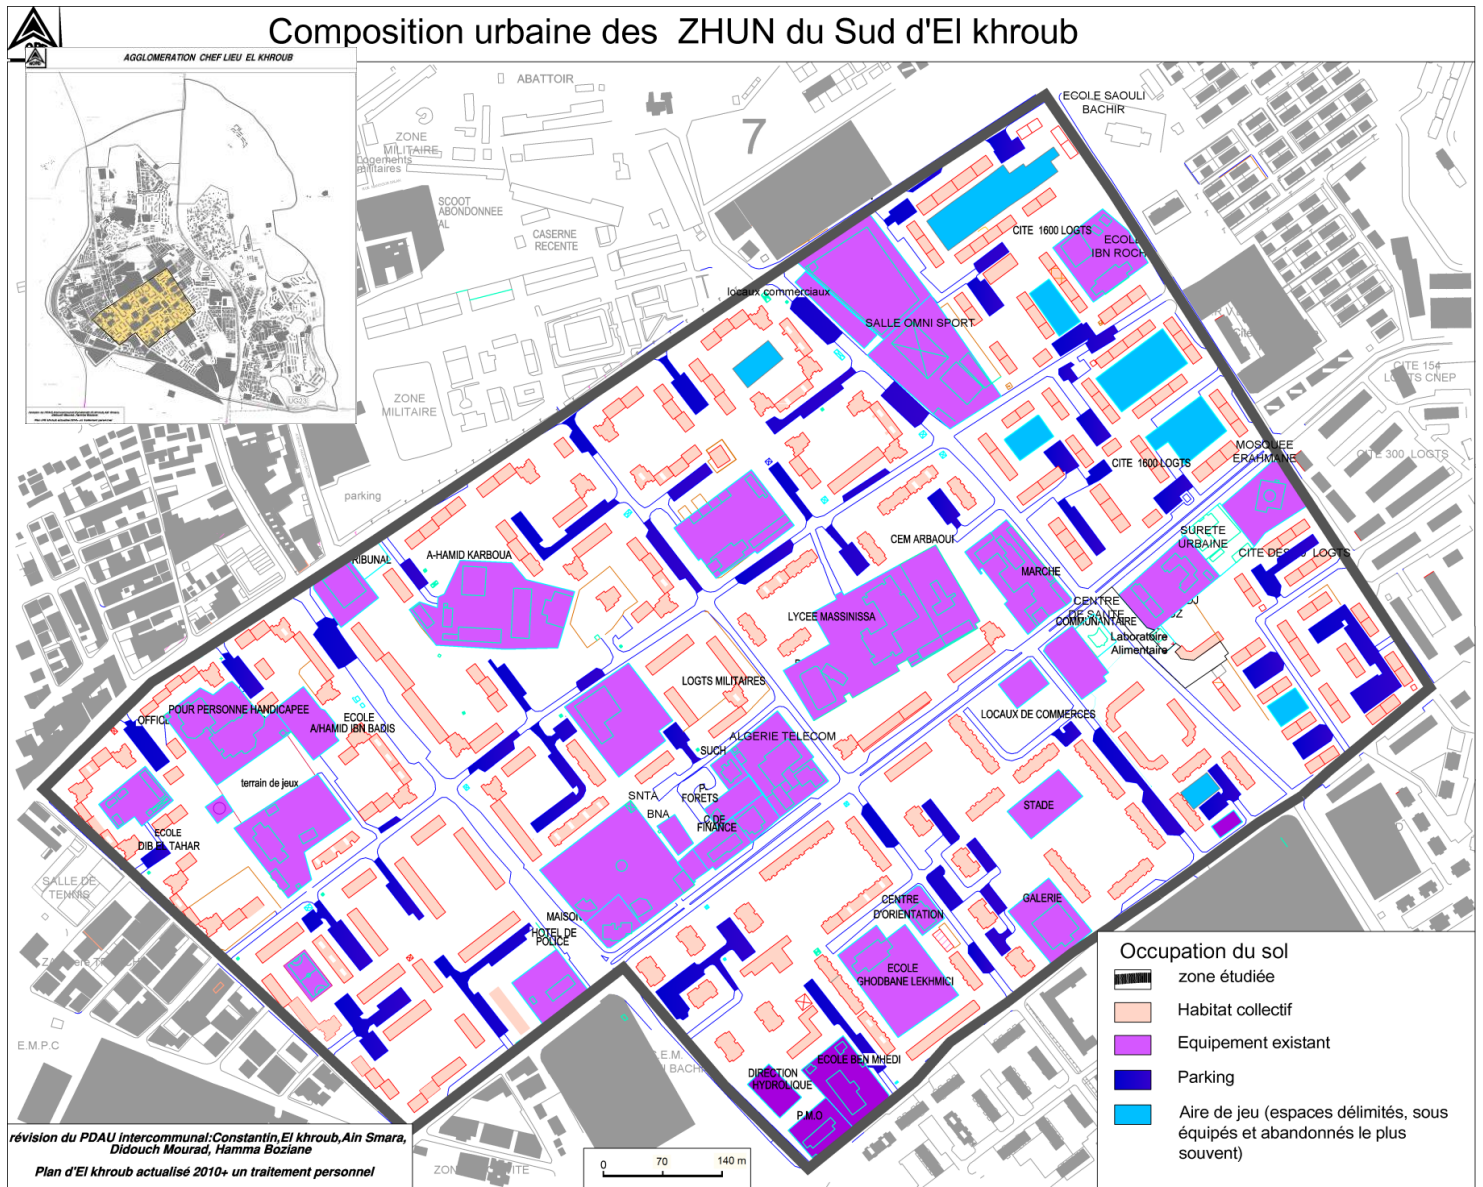 Composition urbaine des ZHUN du Sud d'El khroub
AGGLOMERATION CHEF LIEU EL KHROUB
ABATTOIR
ECOLE SAOULI
BACHIR
7
ZONE
MILITAIRE
Logements
militaires
SCOOT
ABONDONNEE
CASERNE
RECENTE
CITE 1600 LOGTS
ECOLE
IBN ROCH
locaux commerciaux
SALLE OMNI SPORT
CITE 154
LOGTS CNEP
ZONE
MILITAIRE
MOSQUEE
ERAHMANE
CITE 300 LOGTS
CITE 1600 LOGTS
parking
SURETE
URBAINE
CEM ARBAOUI
RIBUNAL
A-HAMID KARBOUA
MARCHE
CENTRE
DE SANTE
COMMUNANTAIRE
LYCEE MASSINISSA
Laboratoire
Alimentaire
LOGTS MILITAIRES
POUR PERSONNE HANDICAPEE
OFFIC
ECOLE
A/HAMID IBN BADIS
LOCAUX DE COMMERCES
ALGERIE TELECOM
SUCH
terrain de jeux
SNTA
FORETS
BNA
C DE
FINANCE
STADE
ECOLE
DIB EL TAHAR
SALLE DE
TENNIS
CENTRE
D'ORIENTATION
GALERIE
MAISON
HOTEL DE
POLICE
ECOLE
GHODBANE LEKHMICI
E.M.P.C
ECOLE BEN MHEDI
DIRECTION
HYDROLIQUE
P.M.O
Occupation du sol
zone étudiée
Habitat collectif
Equipement existant
Parking
Aire de jeu (espaces délimités, sous
équipés et abandonnés le plus
souvent)
révision du PDAU intercommunal:Constantin,El khroub,Ain Smara,
Didouch Mourad, Hamma Boziane
Plan d'El khroub actualisé 2010+ un traitement personnel
0 70 140 m